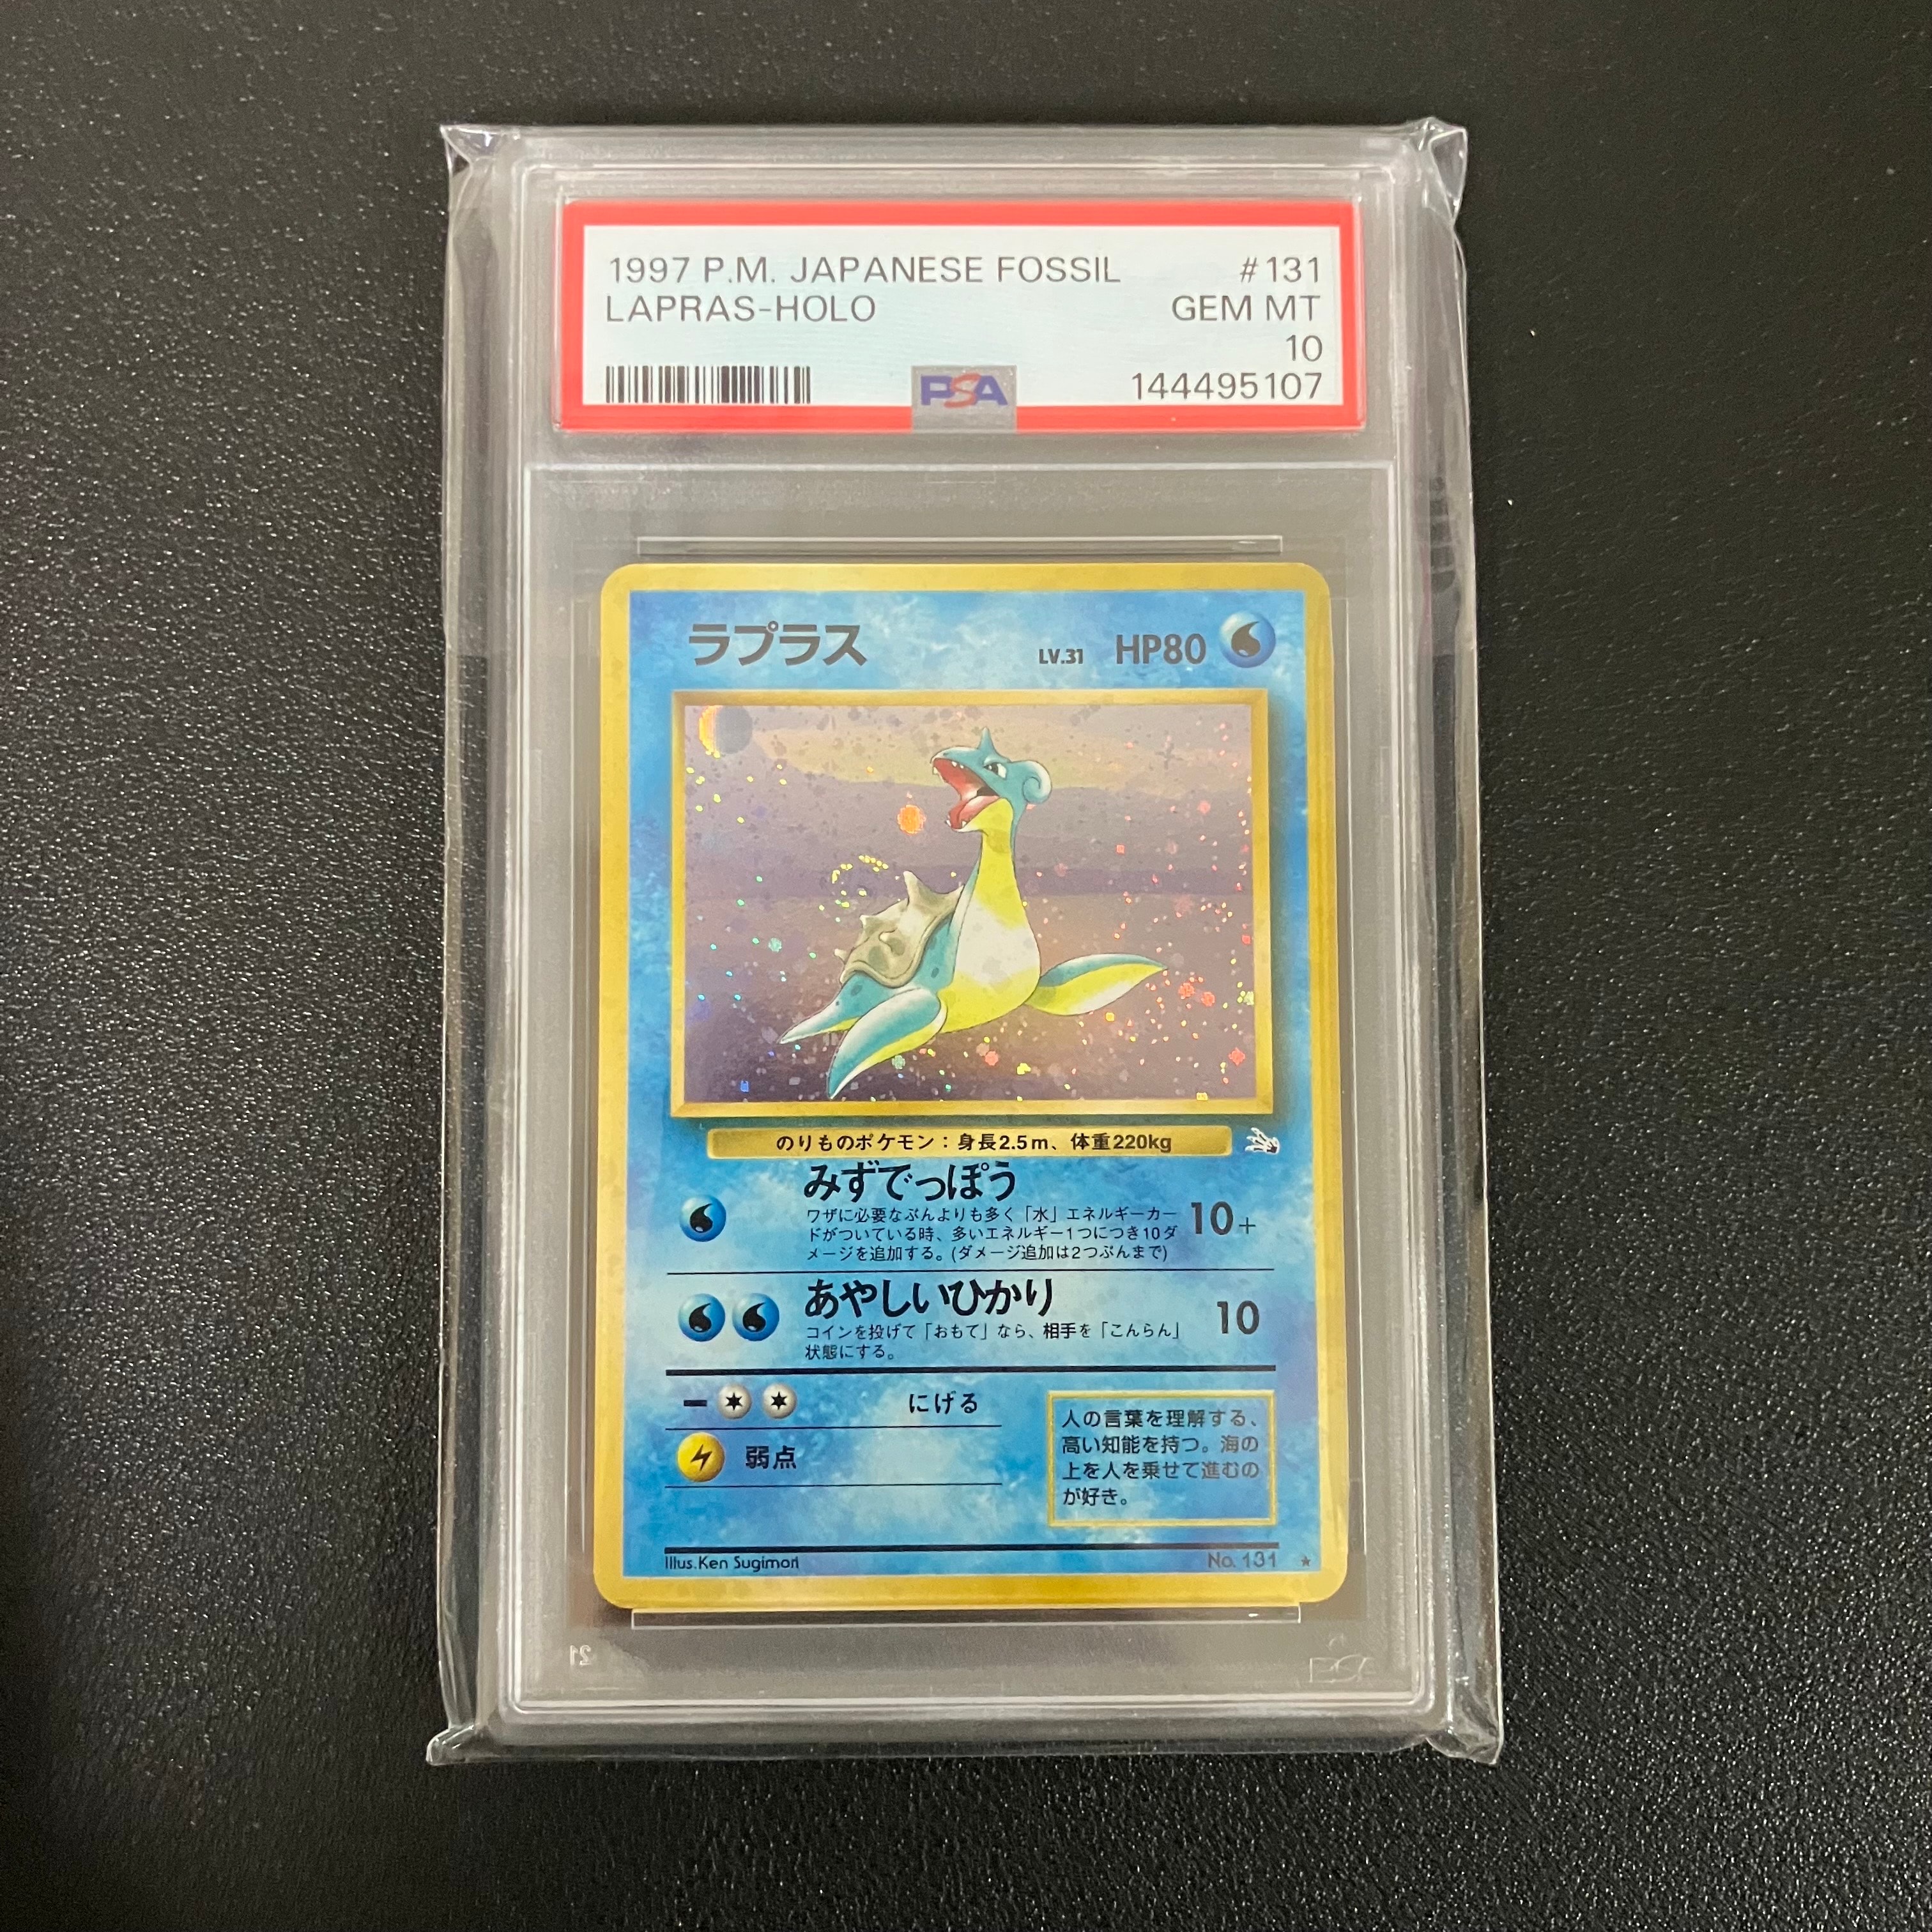 1997 P.M. JAPANESE FOSSIL #131
LAPRAS-HOLO GEM MT
10
PSA 144495107
ラプラス LV.31 HP80
のりものポケモン：身長2.5m、体重220kg
みずでっぽう
ワザに必要なぶんよりも多く「水」エネルギーカー
ドがついている時、多いエネルギー1つにつき10ダ
メージを追加する。(ダメージ追加は2つぶんまで)
10+
あやしいひかり
コインを投げて「おもて」なら、相手を「こんらん」
状態にする。
10
にげる
弱点
人の言葉を理解する、
高い知能を持つ。海の
上を人を乗せて進むの
が好き。
Illus.Ken Sugimori No. 131 ★
21
PSA